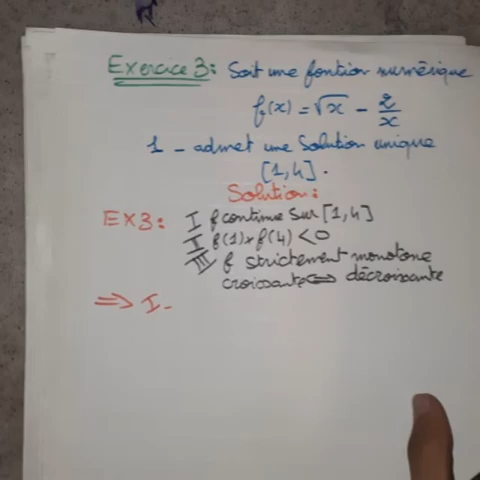 Exercice 3: Soit une fontion numérique
f(x) = √x - 2/x
1 - admet une Solution unique
[1,4].
Solution:
EX3: I f continue sur [1,4]
II f(1)×f(4) <0
III f strictement monotone
croissante ⇔ décroissante
⇒ I-